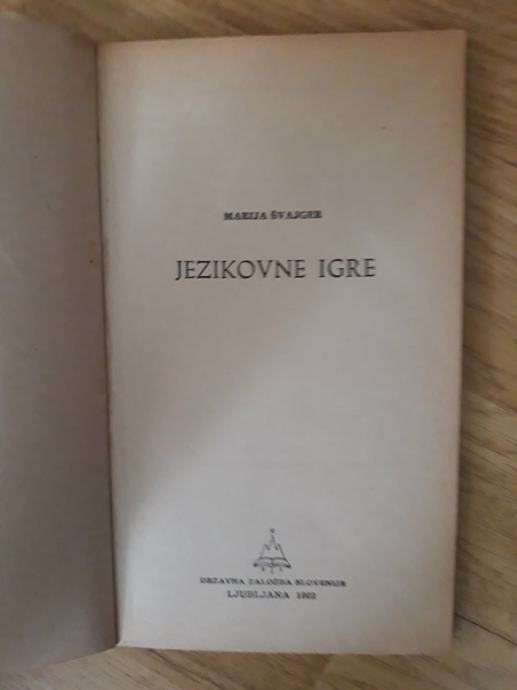 MARIJA ŠVAJGER
JEZIKOVNE IGRE
DRŽAVNA ZALOŽBA SLOVENIJE
LJUBLJANA 1962